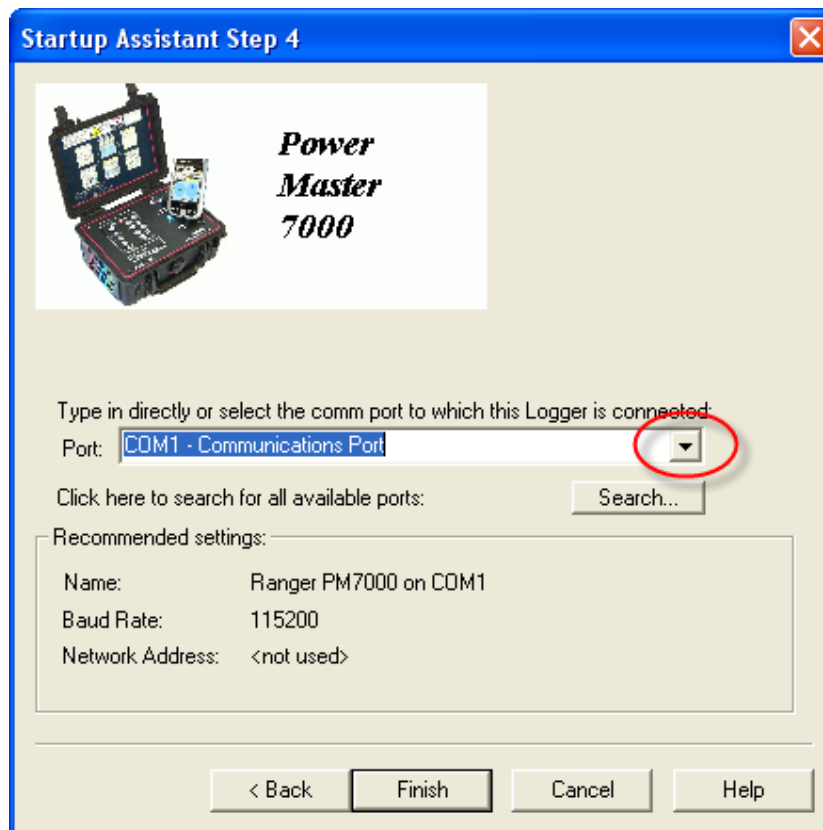 Startup Assistant Step 4
Power
Master
7000
Type in directly or select the comm port to which this Logger is connected:
Port: COM1 - Communications Port
Click here to search for all available ports: Search...
Recommended settings:
Name: Ranger PM7000 on COM1
Baud Rate: 115200
Network Address: <not used>
< Back Finish Cancel Help